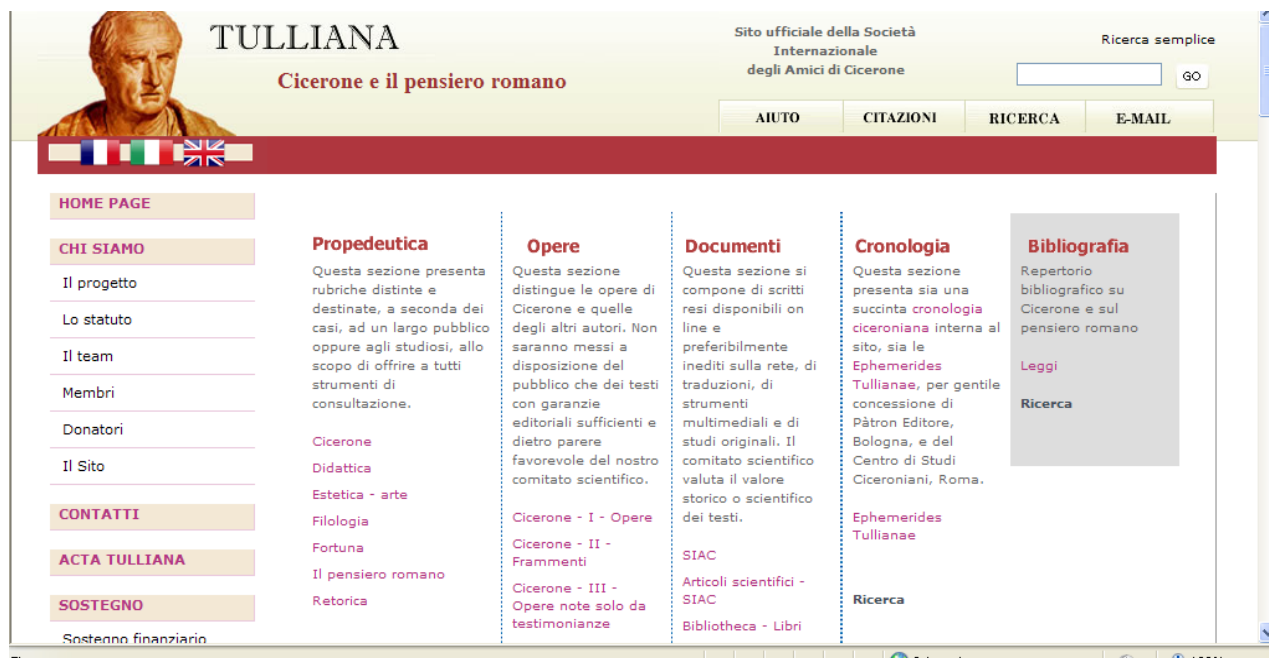 TULLIANA
Cicerone e il pensiero romano
Sito ufficiale della Società
Internazionale
degli Amici di Cicerone
Ricerca semplice
GO
AIUTO
CITAZIONI
RICERCA
E-MAIL
HOME PAGE
CHI SIAMO
Il progetto
Lo statuto
Il team
Membri
Donatori
Il Sito
CONTATTI
ACTA TULLIANA
SOSTEGNO
Sostegno finanziario
Propedeutica
Questa sezione presenta
rubriche distinte e
destinate, a seconda dei
casi, ad un largo pubblico
oppure agli studiosi, allo
scopo di offrire a tutti
strumenti di
consultazione.
Cicerone
Didattica
Estetica - arte
Filologia
Fortuna
Il pensiero romano
Retorica
Opere
Questa sezione
distingue le opere di
Cicerone e quelle
degli altri autori. Non
saranno messi a
disposizione del
pubblico che dei testi
con garanzie
editoriali sufficienti e
dietro parere
favorevole del nostro
comitato scientifico.
Cicerone - I - Opere
Cicerone - II -
Frammenti
Cicerone - III -
Opere note solo da
testimonianze
Documenti
Questa sezione si
compone di scritti
resi disponibili on
line e
preferibilmente
inediti sulla rete, di
traduzioni, di
strumenti
multimediali e di
studi originali. Il
comitato scientifico
valuta il valore
storico o scientifico
dei testi.
SIAC
Articoli scientifici -
SIAC
Bibliotheca - Libri
Cronologia
Questa sezione
presenta sia una
succinta cronologia
ciceroniana interna al
sito, sia le
Ephemerides
Tullianae, per gentile
concessione di
Pàtron Editore,
Bologna, e del
Centro di Studi
Ciceroniani, Roma.
Ephemerides
Tullianae
Ricerca
Bibliografia
Repertorio
bibliografico su
Cicerone e sul
pensiero romano
Leggi
Ricerca